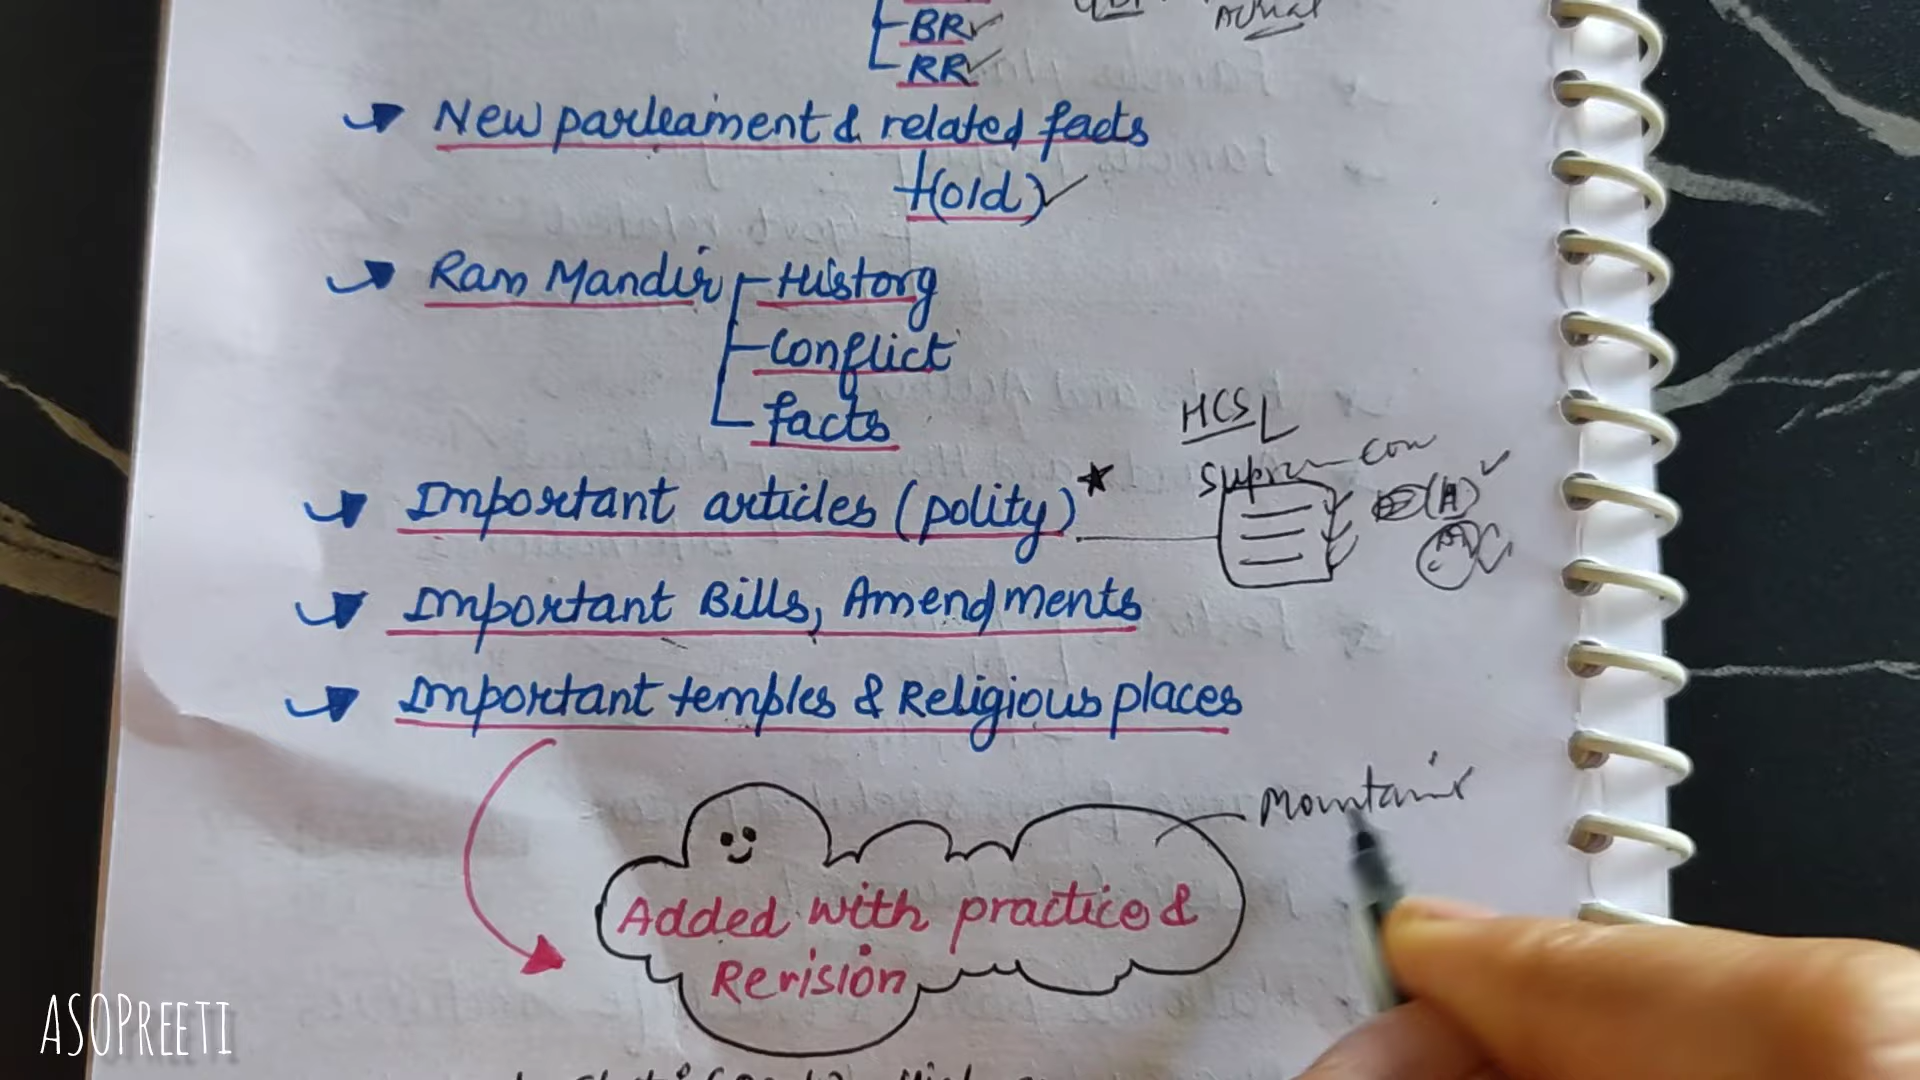 BR
RR
New parleament & related facts
(old)
Ram Mandir
History
Conflict
facts
HCS
Important articles (polity)
Important Bills, Amendments
Important temples & Religious places
Mountains
Added with practice &
Revision
ASOPREETI